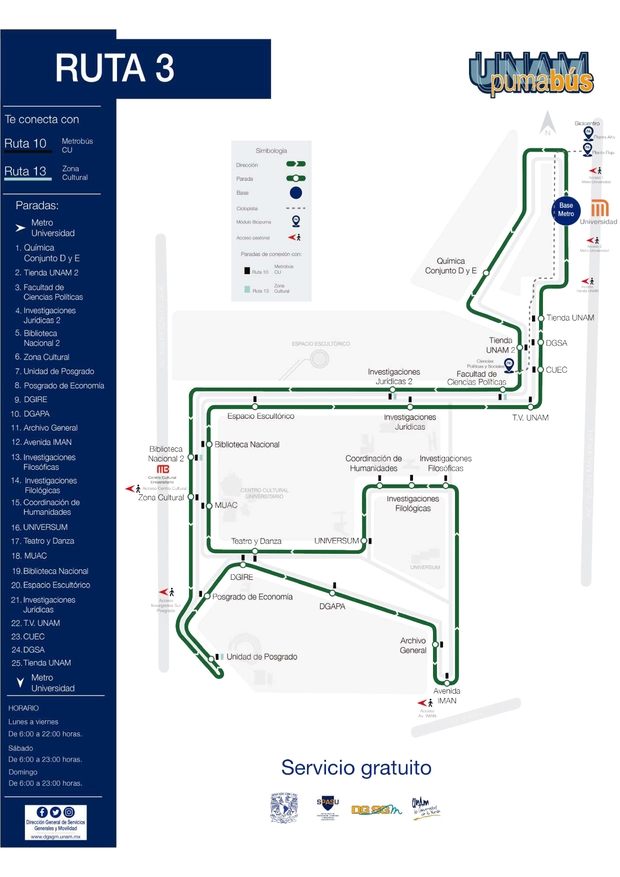 RUTA 3
UNAM
pumabús
Te conecta con
Ruta 10
Metrobús
CU
Ruta 13
Zona
Cultural
Paradas:
Metro
Universidad
1. Química
Conjunto D y E
2. Tienda UNAM 2
3. Facultad de
Ciencias Políticas
4. Investigaciones
Jurídicas 2
5. Biblioteca
Nacional 2
6. Zona Cultural
7. Unidad de Posgrado
8. Posgrado de Economía
9. DGIRE
10. DGAPA
11. Archivo General
12. Avenida IMAN
13. Investigaciones
Filosóficas
14. Investigaciones
Filológicas
15. Coordinación de
Humanidades
16. UNIVERSUM
17. Teatro y Danza
18. MUAC
19.Biblioteca Nacional
20. Espacio Escultórico
21. Investigaciones
Jurídicas
22. T.V. UNAM
23. CUEC
24. DGSA
25. Tienda UNAM
Metro
Universidad
HORARIO
Lunes a viernes
De 6:00 a 22:00 horas.
Sábado
De 6:00 a 23:00 horas.
Domingo
De 6:00 a 23:00 horas.
Dirección General de Servicios
Generales y Movilidad
www.dgsgm.unam.mx
Simbología
Dirección
Parada
Base
Ciclopista
Módulo Bicipuma
Acceso peatonal
Paradas de conexión con:
Ruta 10
Metrobús
CU
Ruta 13
Zona
Cultural
N
Base
Metro
Universidad
Química
Conjunto D y E
Tienda UNAM
Tienda
UNAM 2
DGSA
Ciencias
Políticas y Sociales
CUEC
ESPACIO ESCULTÓRICO
Investigaciones
Jurídicas 2
Facultad de
Ciencias Políticas
Espacio Escultórico
Investigaciones
Jurídicas
T.V. UNAM
Biblioteca Nacional
Biblioteca
Nacional 2
MB
Centro Cultural
Universitario
Acceso Centro Cultural
Zona Cultural
Coordinación de
Humanidades
Investigaciones
Filosóficas
CENTRO CULTURAL
UNIVERSITARIO
Investigaciones
Filológicas
MUAC
Teatro y Danza
UNIVERSUM
UNIVERSUM
DGIRE
Posgrado de Economía
DGAPA
Acceso
Insurgentes Sur
Posgrado
Archivo
General
Unidad de Posgrado
Avenida
IMAN
Acceso
Av. IMAN
Servicio gratuito
SPASU
DGSGM